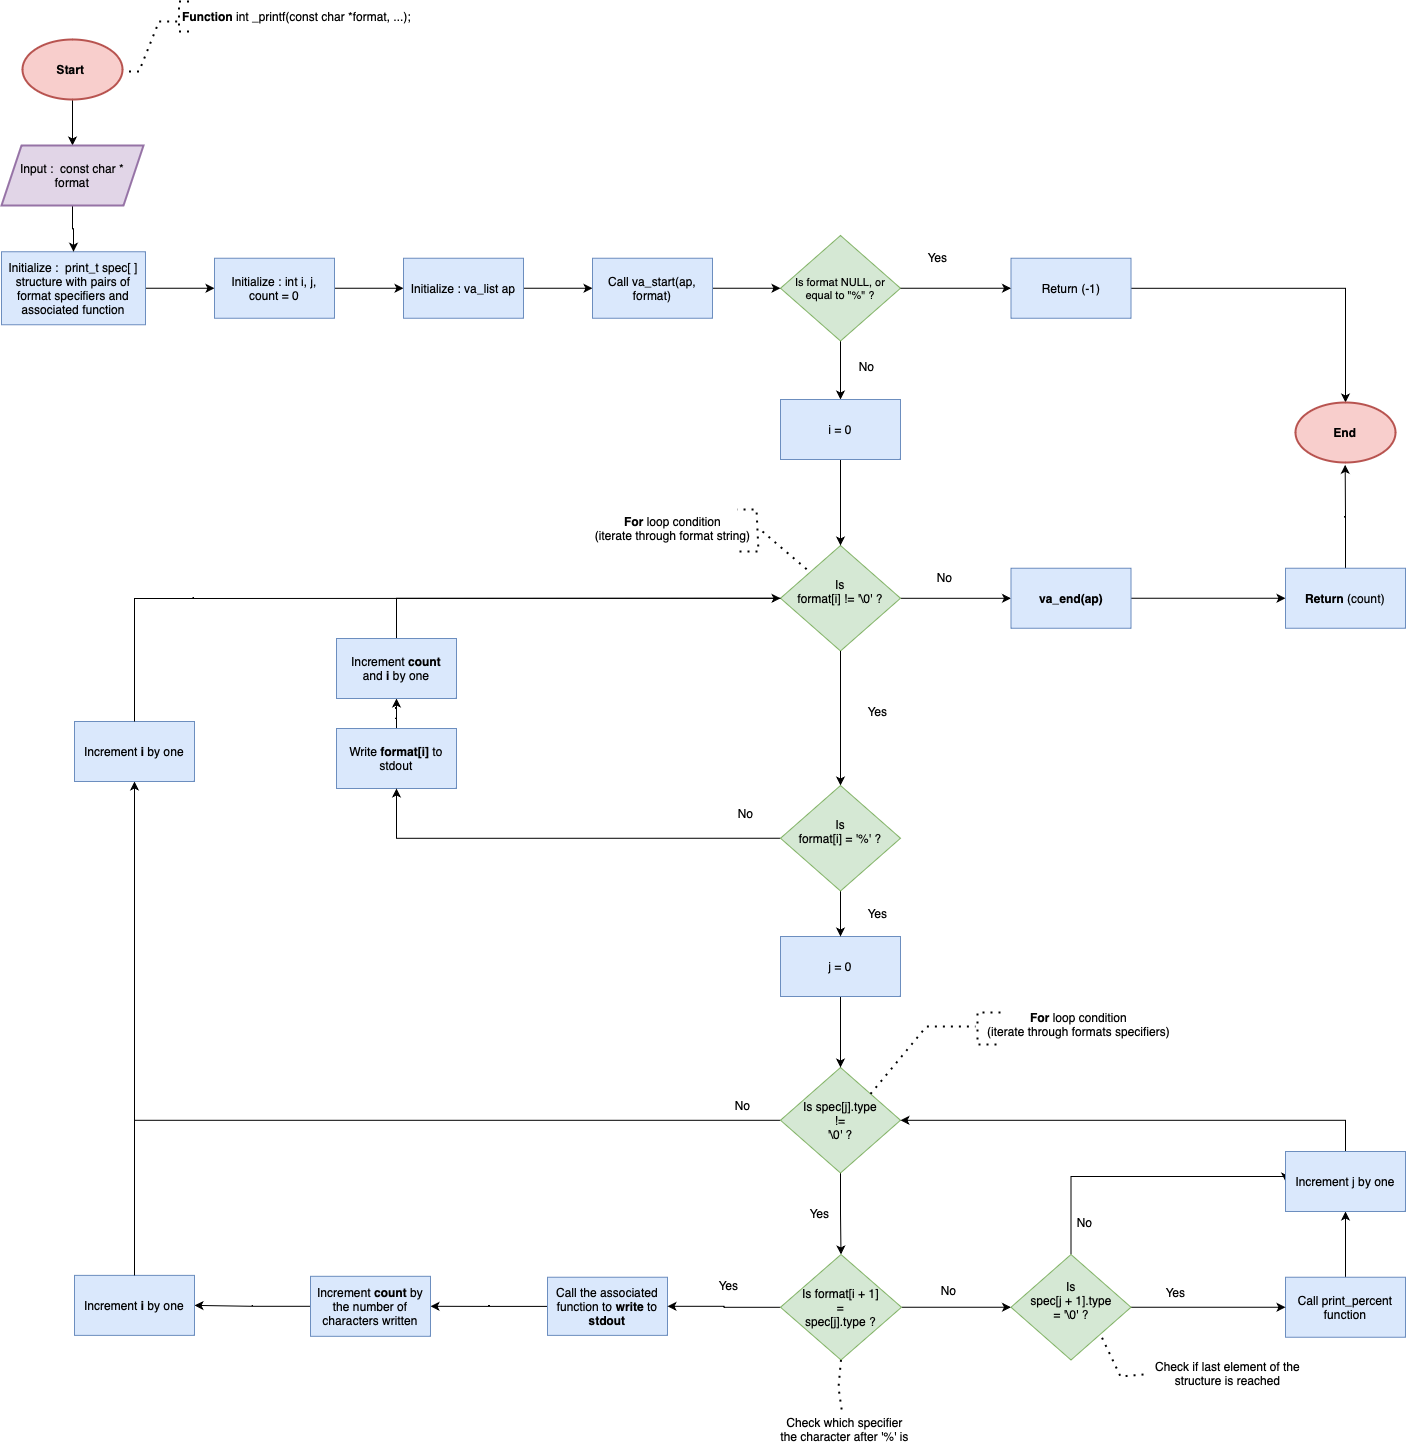 Function int _printf(const char *format, ...);
Start
Input :  const char *
format
Initialize :  print_t spec[ ]
structure with pairs of
format specifiers and
associated function
Initialize : int i, j,
count = 0
Initialize : va_list ap
Call va_start(ap,
format)
Is format NULL, or
equal to "%" ?
Yes
Return (-1)
No
i = 0
End
For loop condition
(iterate through format string)
Is
format[i] != '\0' ?
No
va_end(ap)
Return (count)
Increment count
and i by one
Yes
Increment i by one
Write format[i] to
stdout
No
Is
format[i] = '%' ?
Yes
j = 0
For loop condition
(iterate through formats specifiers)
No
Is spec[j].type
!=
'\0' ?
Increment j by one
Yes
No
Increment i by one
Increment count by
the number of
characters written
Call the associated
function to write to
stdout
Yes
Is format[i + 1]
=
spec[j].type ?
No
Is
spec[j + 1].type
= '\0' ?
Yes
Call print_percent
function
Check if last element of the
structure is reached
Check which specifier
the character after '%' is